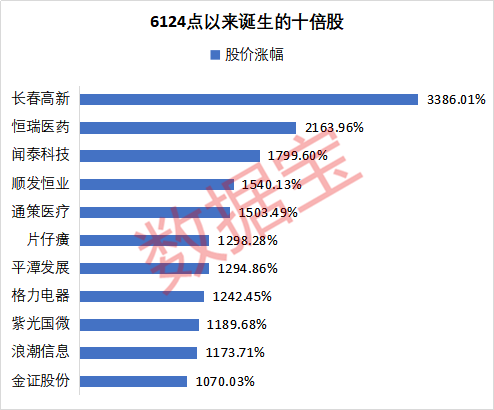 6124点以来诞生的十倍股
股价涨幅
长春高新 3386.01%
恒瑞医药 2163.96%
闻泰科技 1799.60%
顺发恒业 1540.13%
通策医疗 1503.49%
片仔癀 1298.28%
平潭发展 1294.86%
格力电器 1242.45%
紫光国微 1189.68%
浪潮信息 1173.71%
金证股份 1070.03%
数据宝